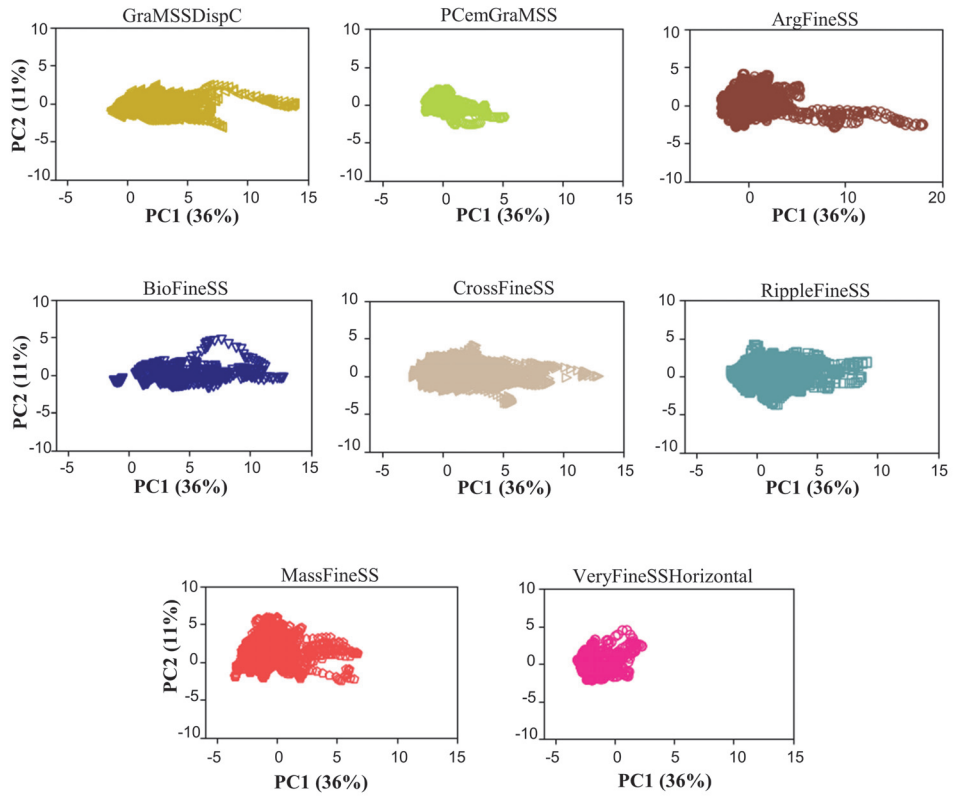 GraMSSDispC
PCemGraMSS
ArgFineSS
10
5
0
-5
-10
PC2 (11%)
-5 0 5 10 15
PC1 (36%)
10
5
0
-5
-10
-5 0 5 10 15
PC1 (36%)
10
5
0
-5
-10
0 10 20
PC1 (36%)
BioFineSS
CrossFineSS
RippleFineSS
10
5
0
-5
-10
PC2 (11%)
-5 0 5 10 15
PC1 (36%)
10
5
0
-5
-10
-5 0 5 10 15
PC1 (36%)
10
5
0
-5
-10
-5 0 5 10 15
PC1 (36%)
MassFineSS
VeryFineSSHorizontal
10
5
0
-5
-10
PC2 (11%)
-5 0 5 10 15
PC1 (36%)
10
5
0
-5
-10
-5 0 5 10 15
PC1 (36%)